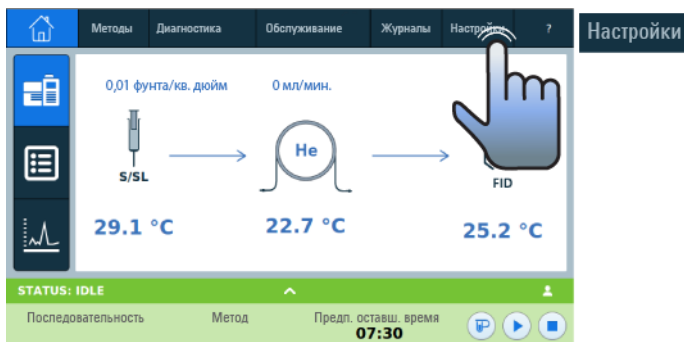 Методы Диагностика Обслуживание Журналы Настройки ?
Настройки
0,01 фунта/кв. дюйм 0 мл/мин.
He
S/SL
FID
29.1 °C 22.7 °C 25.2 °C
STATUS: IDLE
Последовательность Метод Предп. оставш. время
07:30